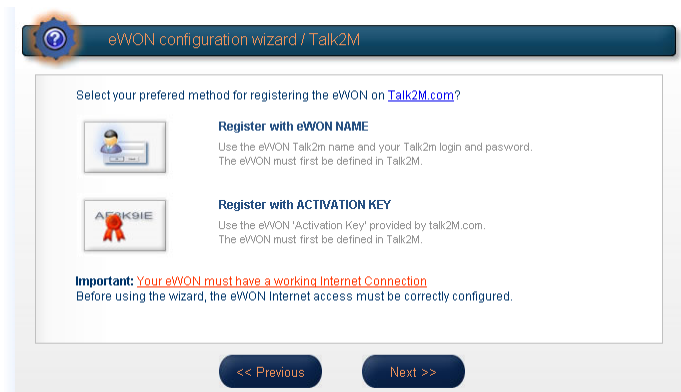 eWON configuration wizard / Talk2M
Select your prefered method for registering the eWON on Talk2M.com?
Register with eWON NAME
Use the eWON Talk2m name and your Talk2m login and password.
The eWON must first be defined in Talk2M.
Register with ACTIVATION KEY
Use the eWON 'Activation Key' provided by talk2M.com.
The eWON must first be defined in Talk2M.
Important: Your eWON must have a working Internet Connection
Before using the wizard, the eWON Internet access must be correctly configured.
<< Previous
Next >>